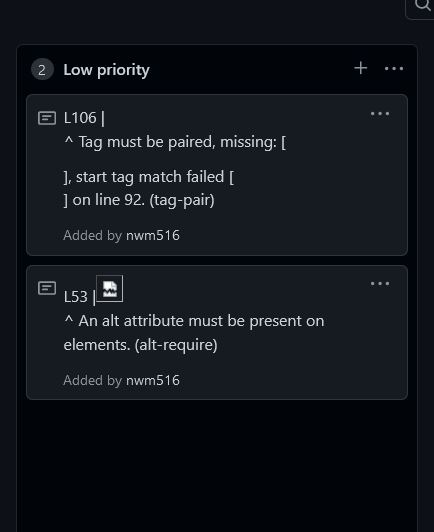 2 Low priority
L106 |
^ Tag must be paired, missing: [
], start tag match failed [
] on line 92. (tag-pair)
Added by nwm516
L53 |
^ An alt attribute must be present on
elements. (alt-require)
Added by nwm516